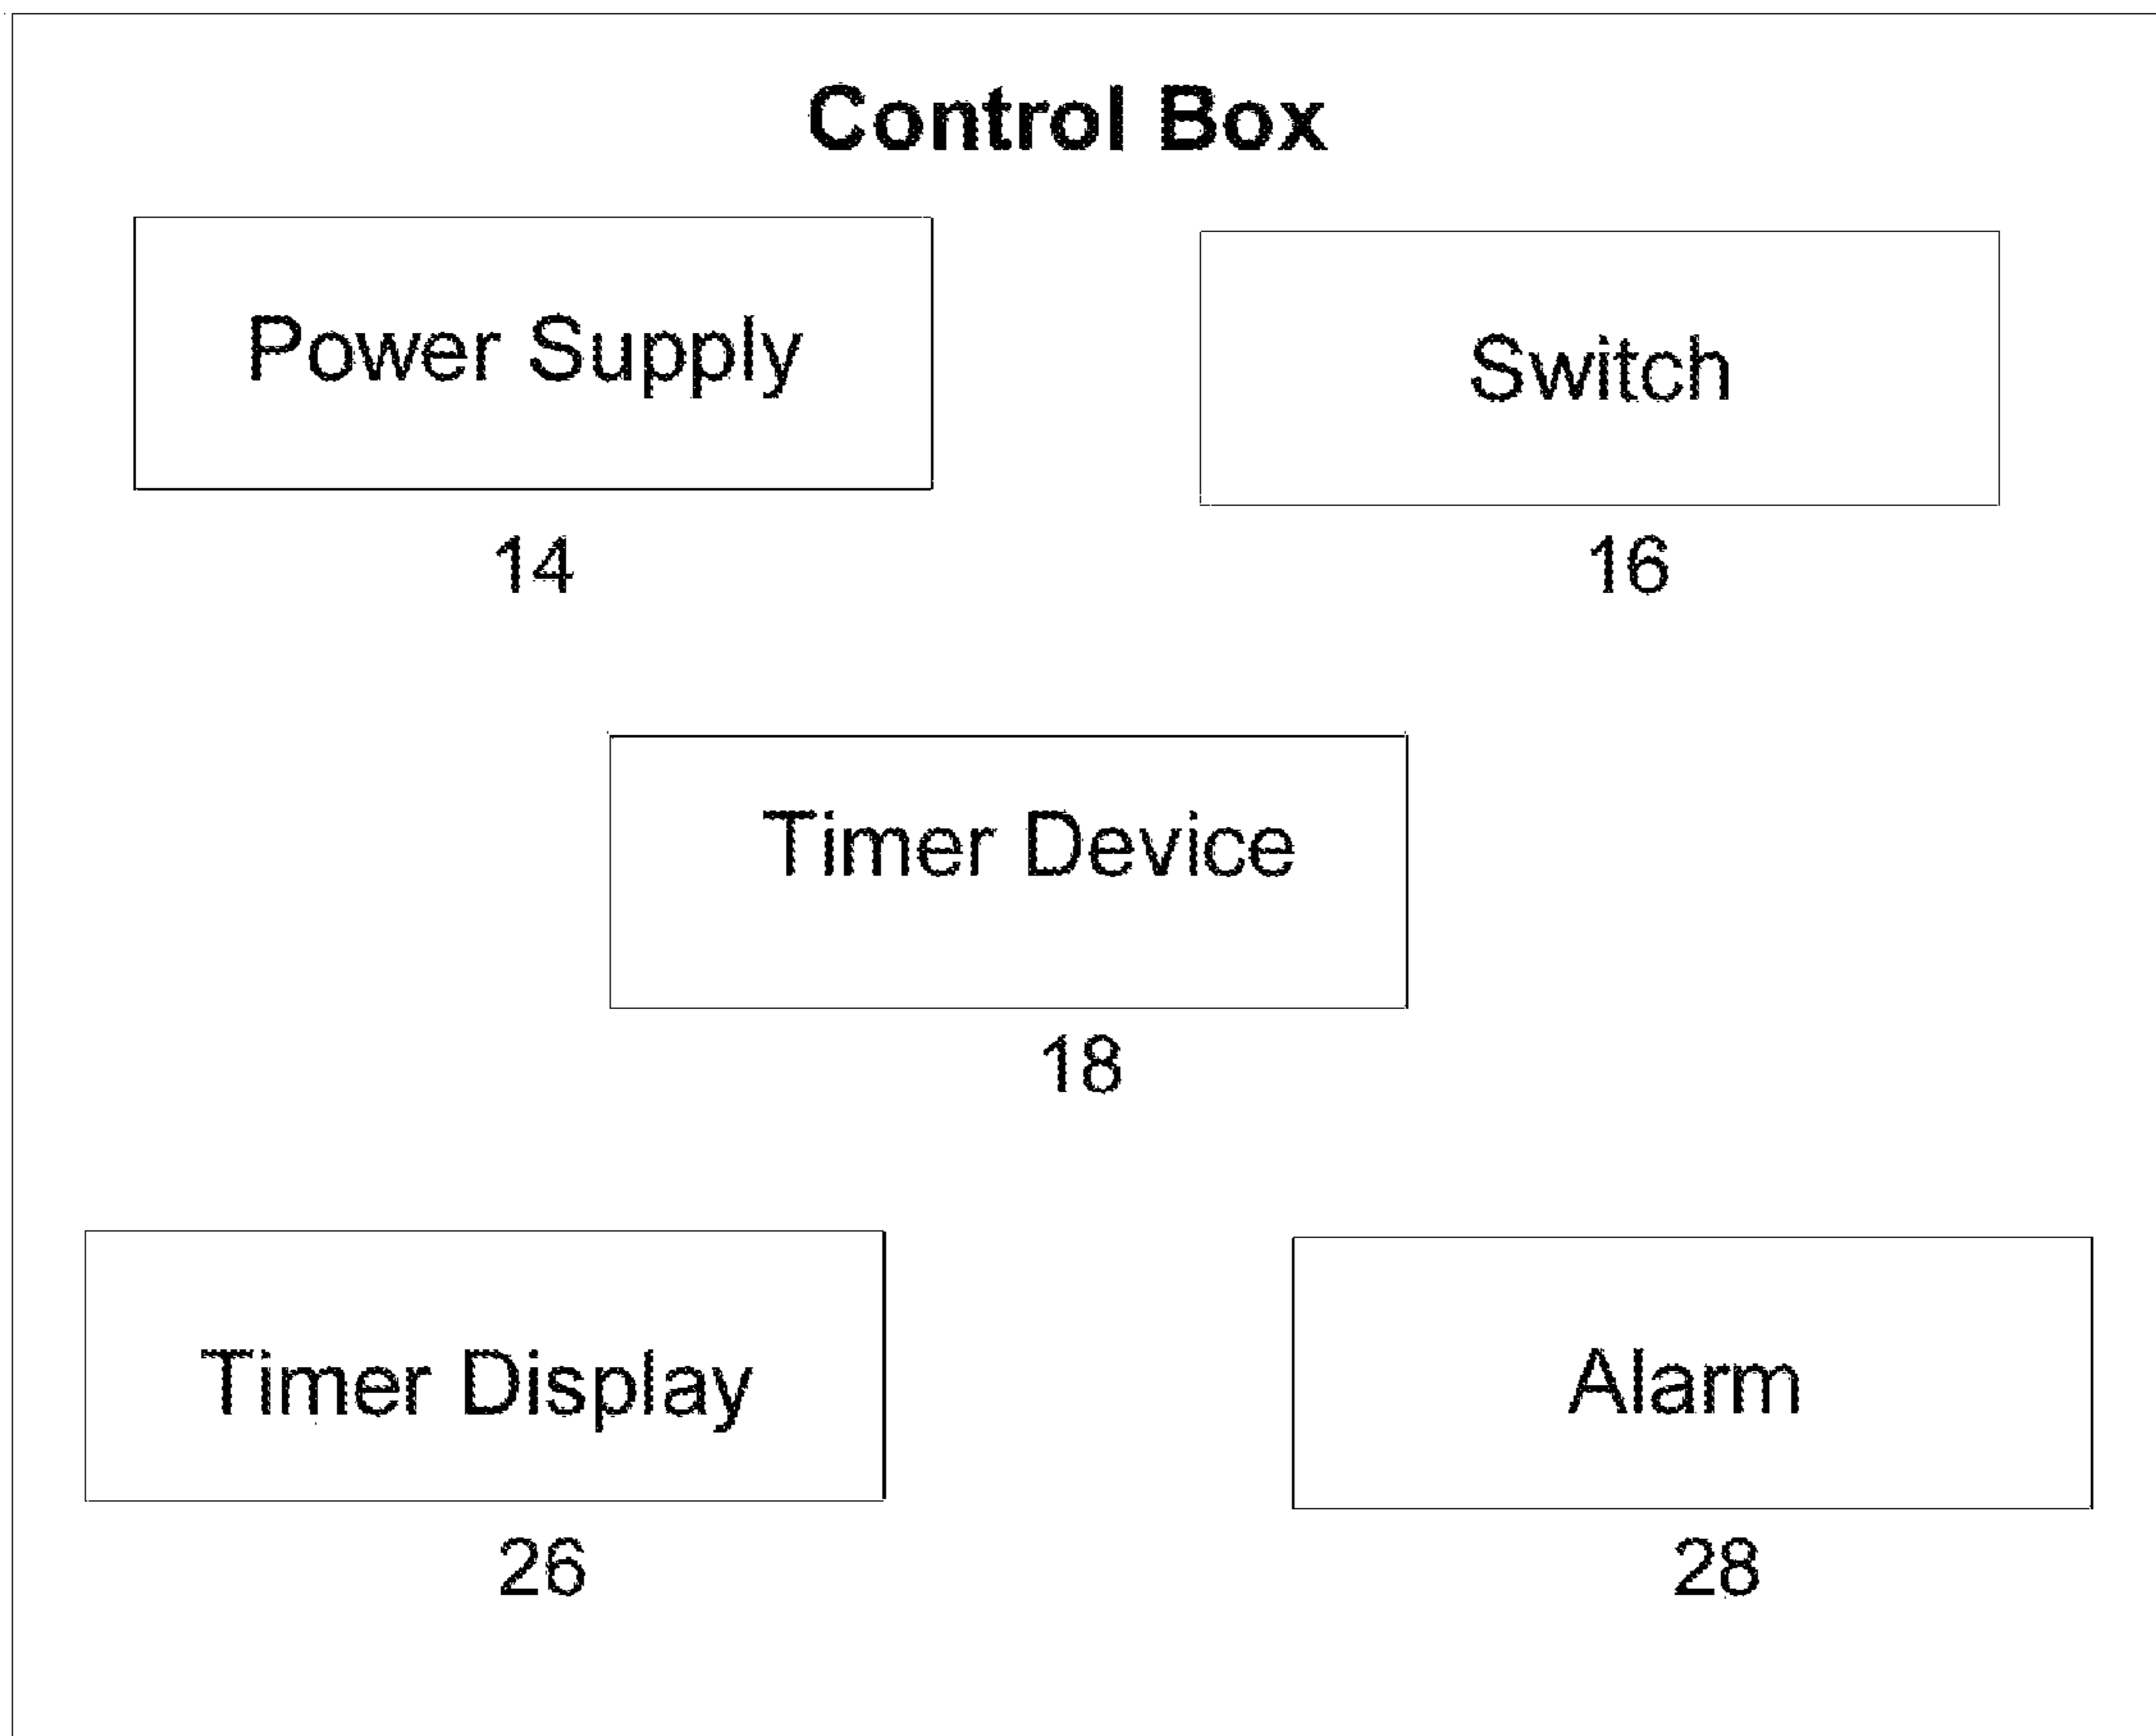 Control Box
Power Supply
Switch
14
16
Timer Device
18
Timer Display
Alarm
26
28